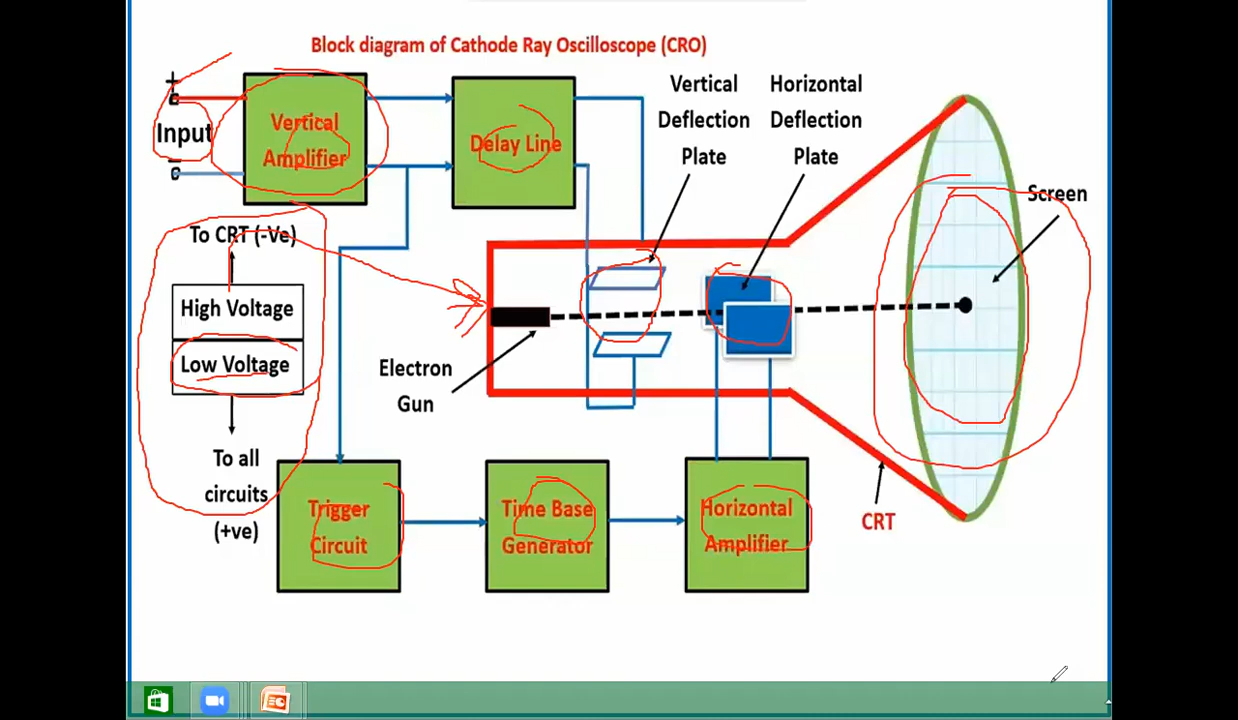 Block diagram of Cathode Ray Oscilloscope (CRO)
+
Input
-
Vertical
Amplifier
Delay Line
Vertical
Deflection
Plate
Horizontal
Deflection
Plate
Screen
To CRT (-Ve)
High Voltage
Low Voltage
To all
circuits
(+ve)
Electron
Gun
Trigger
Circuit
Time Base
Generator
Horizontal
Amplifier
CRT